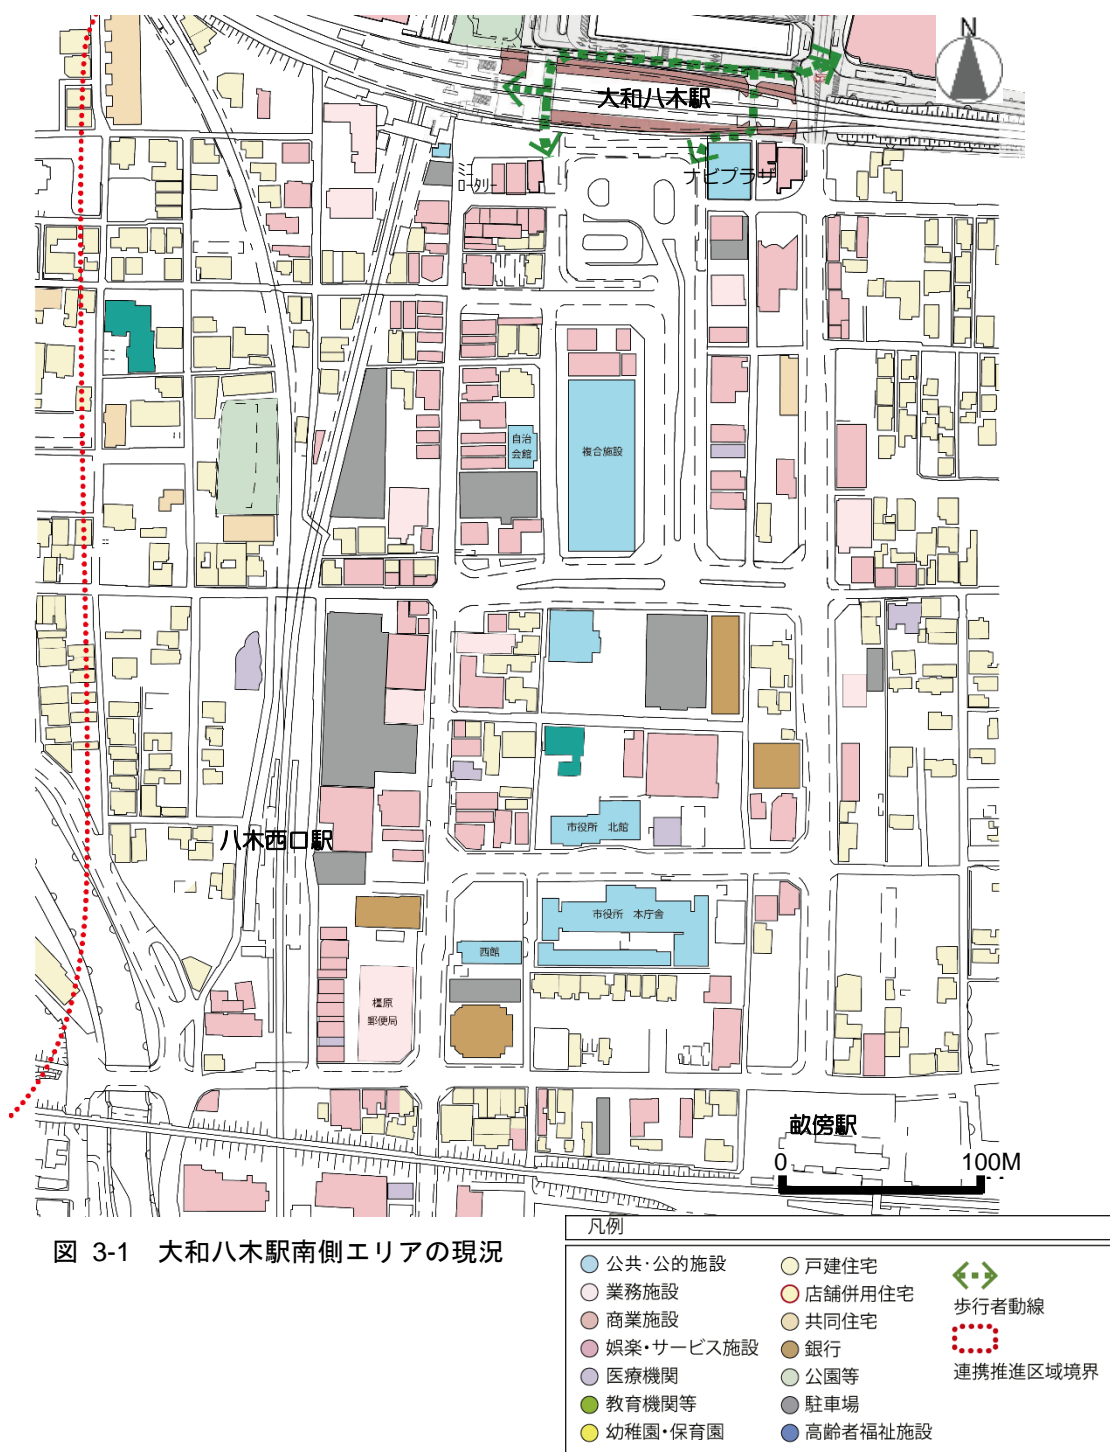 N
大和八木駅
ミニ
ロータリー
ナビプラザ
自治
会館
複合施設
市役所 北館
八木西口駅
市役所 本庁舎
西館
橿原
郵便局
畝傍駅
0 100M
図 3-1 大和八木駅南側エリアの現況
凡例
公共・公的施設
業務施設
商業施設
娯楽・サービス施設
医療機関
教育機関等
幼稚園・保育園
戸建住宅
店舗併用住宅
共同住宅
銀行
公園等
駐車場
高齢者福祉施設
歩行者動線
連携推進区域境界